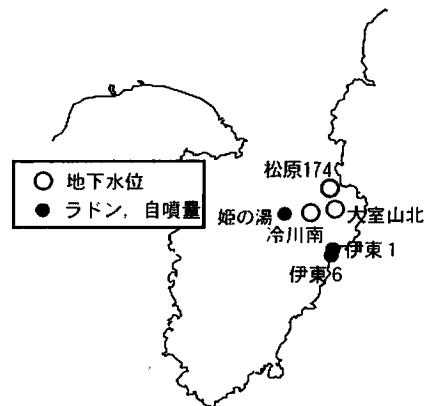 松原174
地下水位
ラドン，自噴量
姫の湯
大室山北
冷川南
伊東1
伊東6